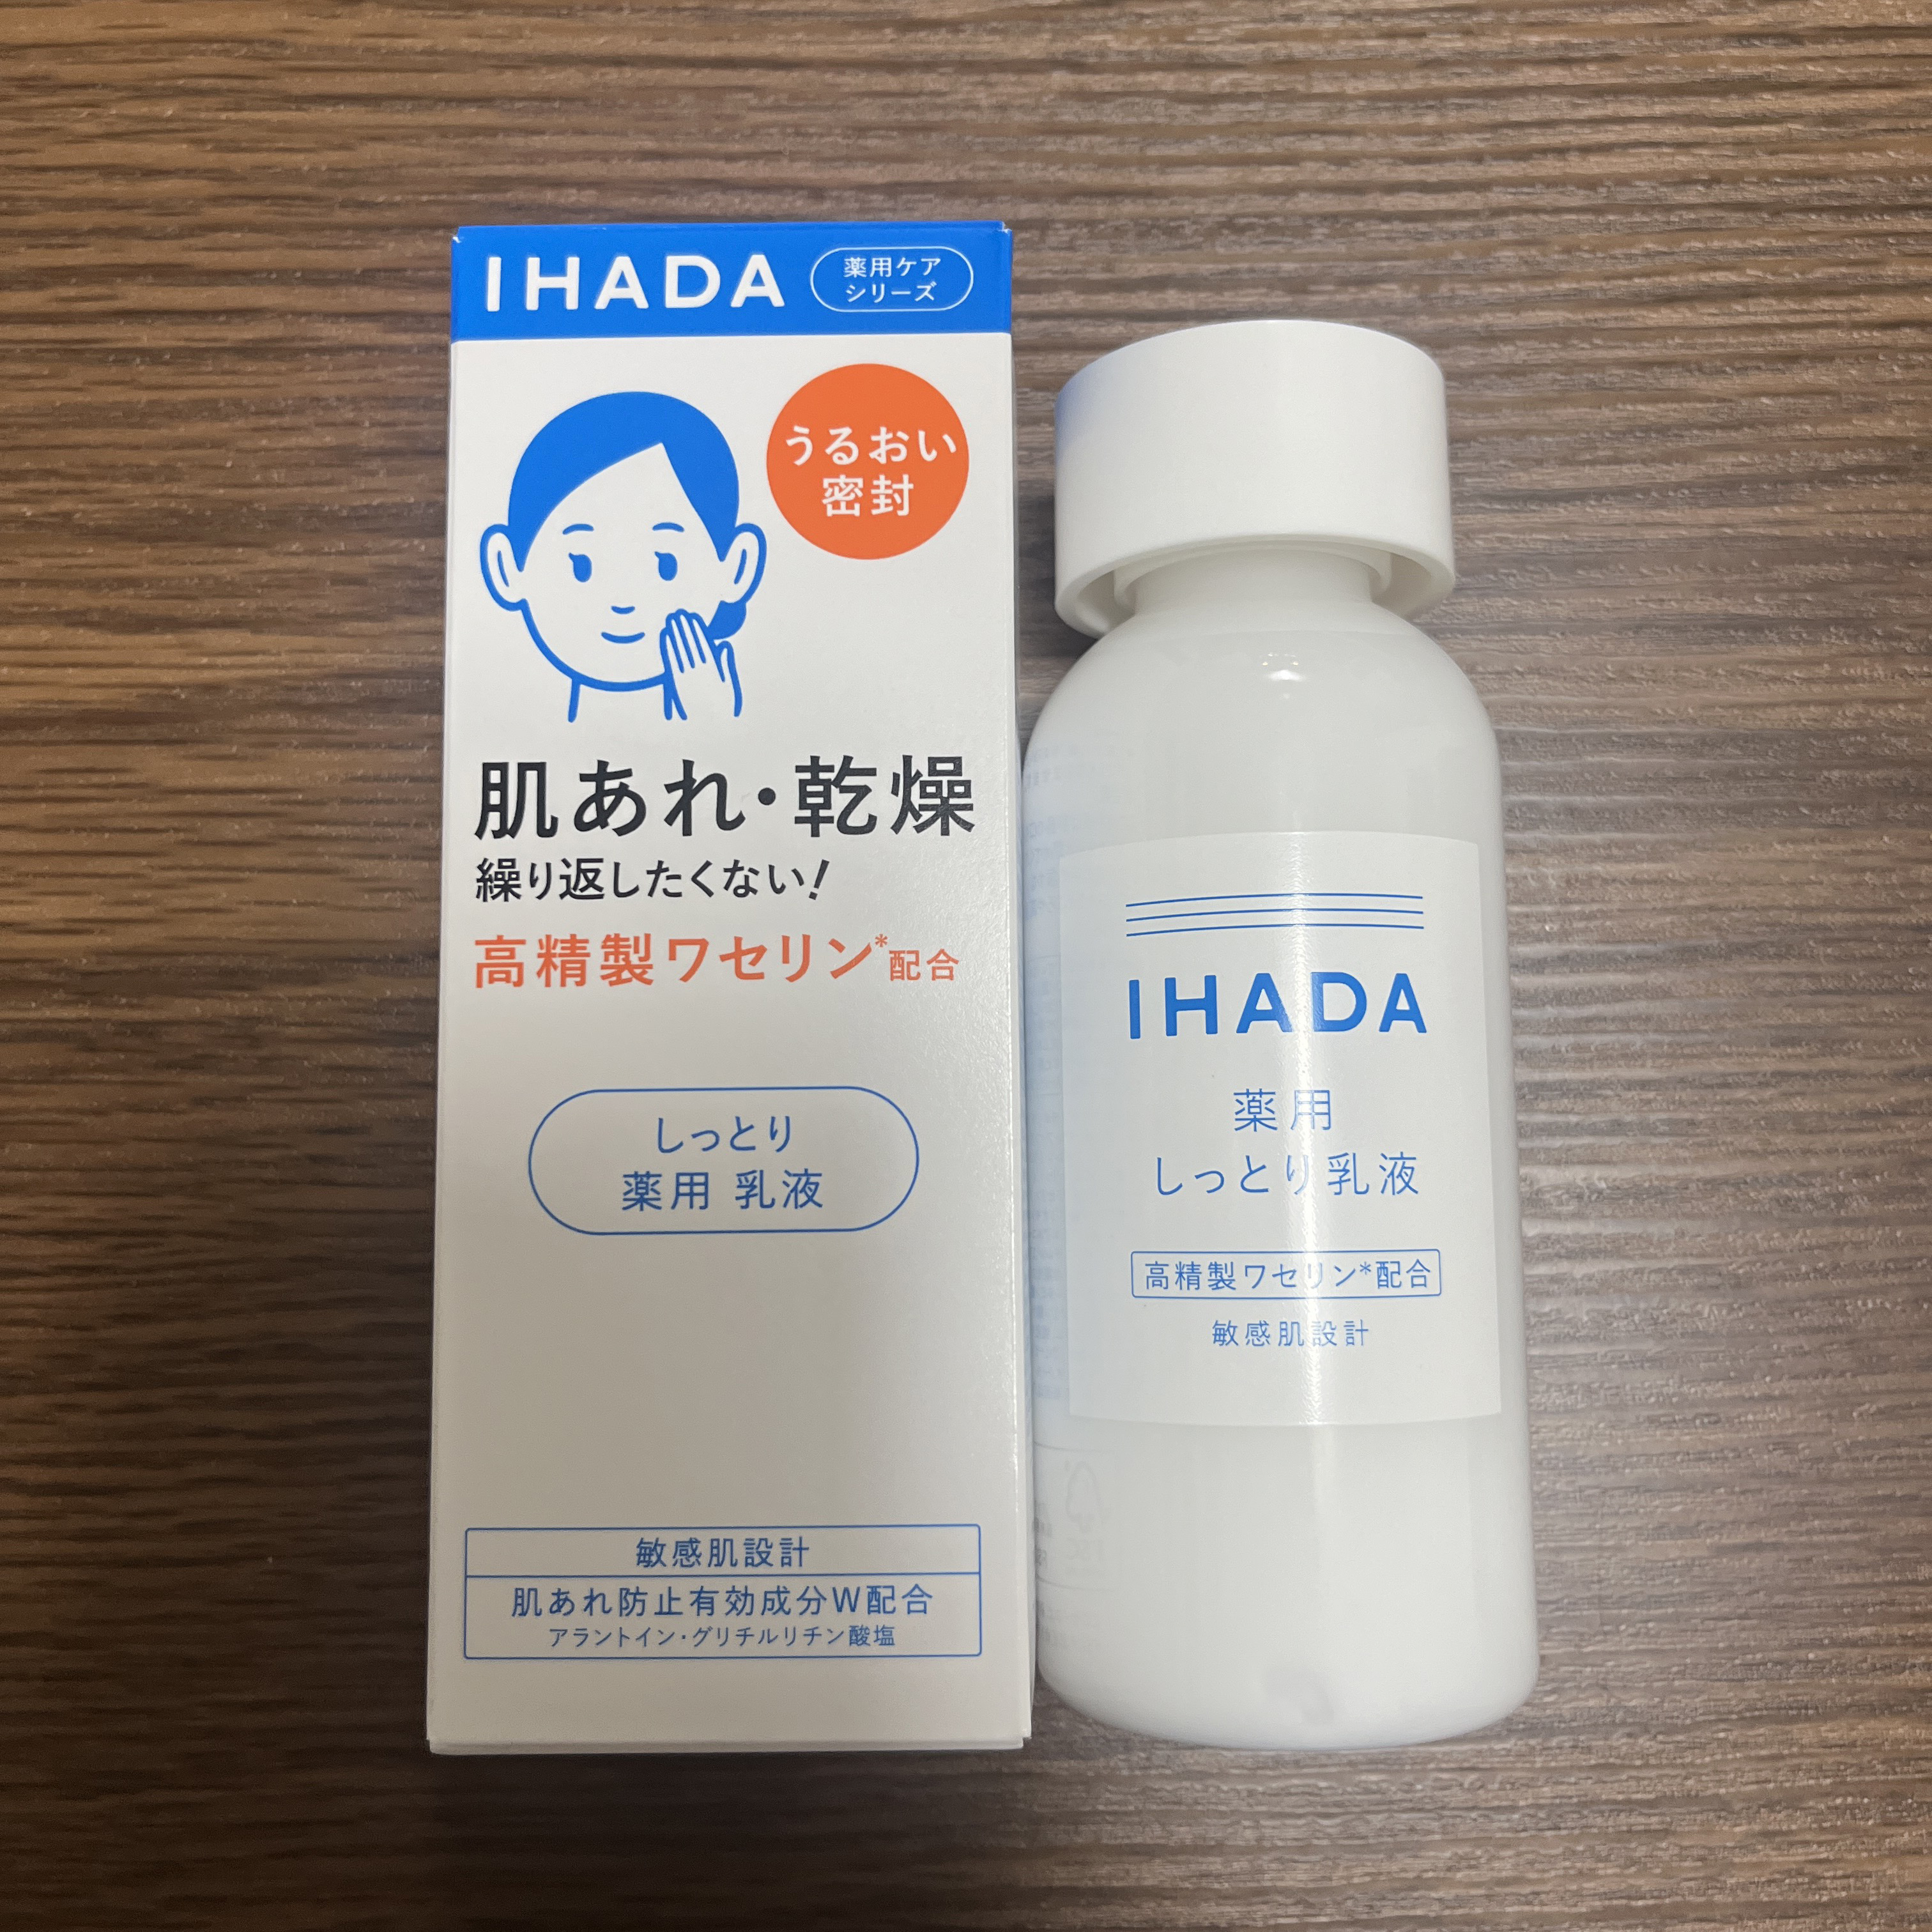 IHADA
薬用ケア
シリーズ
うるおい
密封
肌あれ・乾燥
繰り返したくない!
高精製ワセリン*配合
しっとり
薬用 乳液
敏感肌設計
肌あれ防止有効成分W配合
アラントイン・グリチルリチン酸塩
IHADA
薬用
しっとり乳液
高精製ワセリン*配合
敏感肌設計